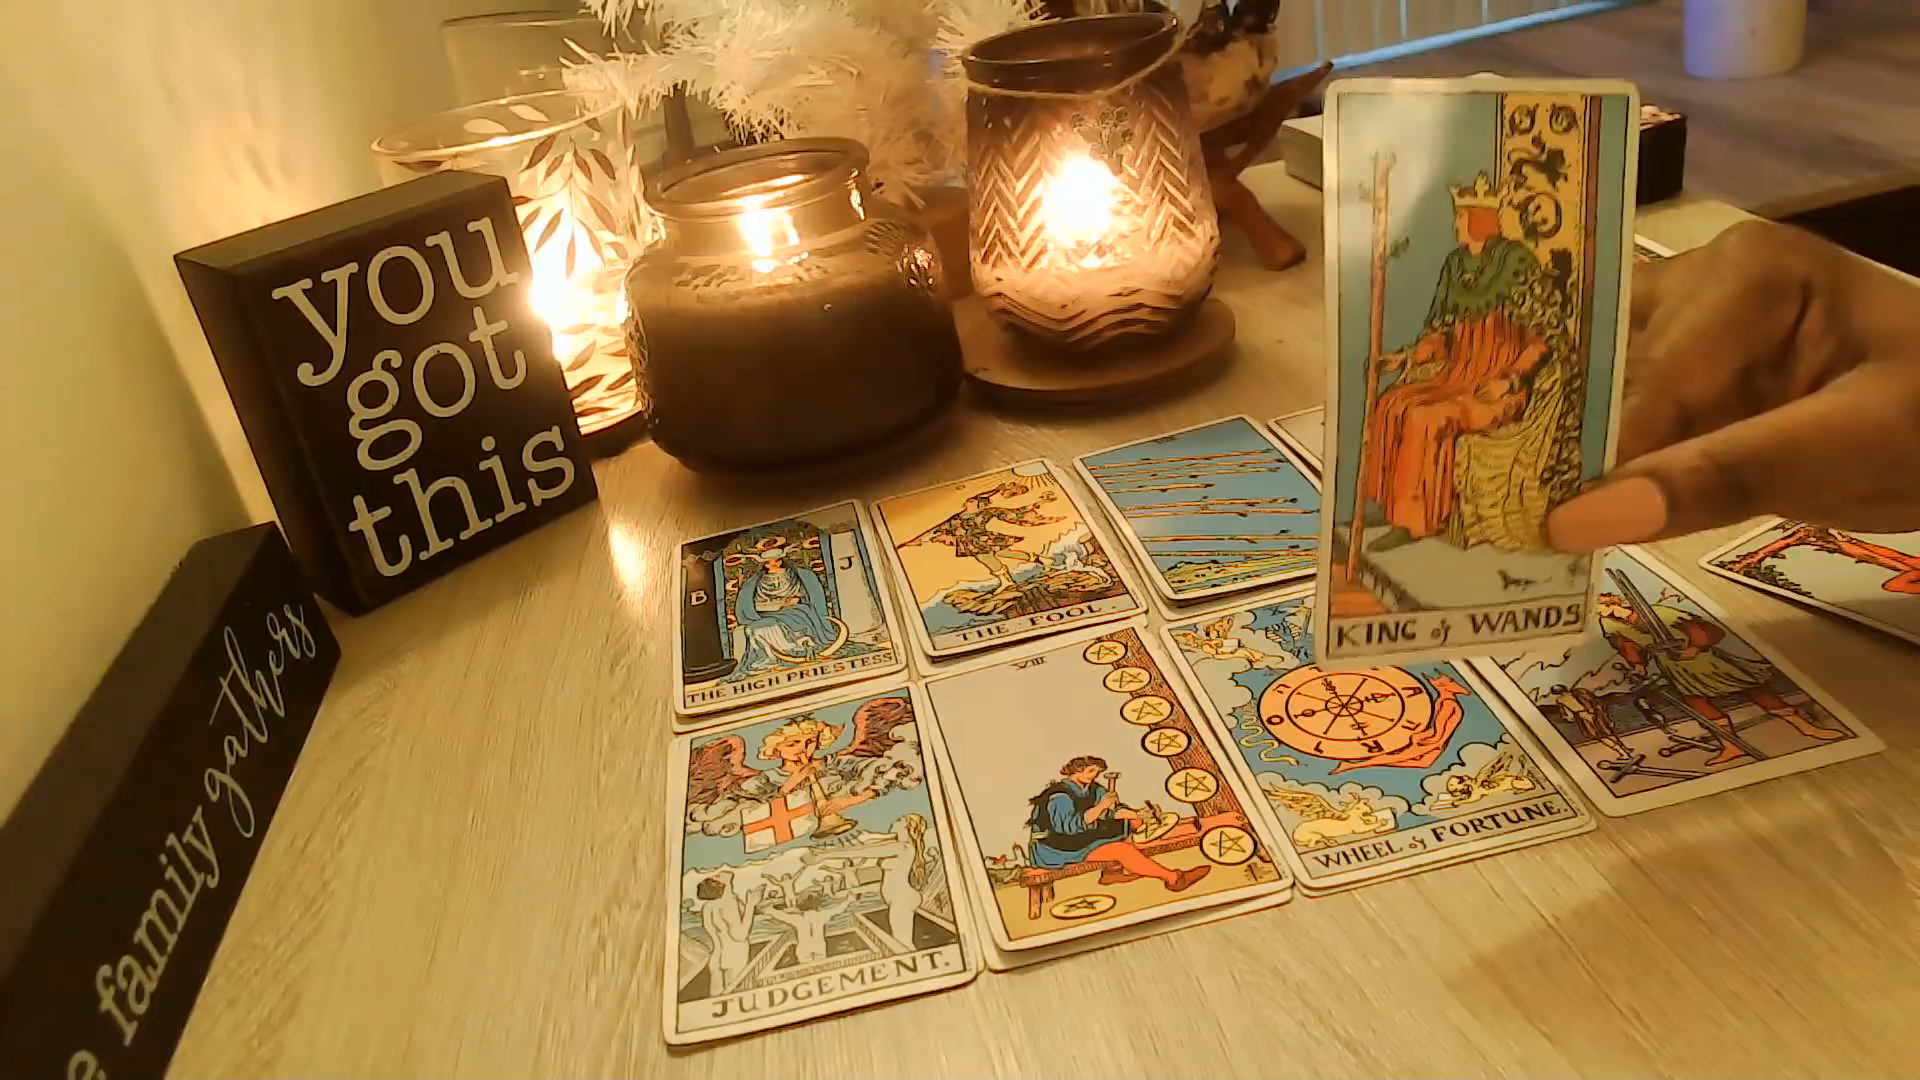 you
got
this
family gathers
KING of WANDS
B
J
THE HIGH PRIESTESS
THE FOOL.
JUDGEMENT.
VIII
WHEEL of FORTUNE.